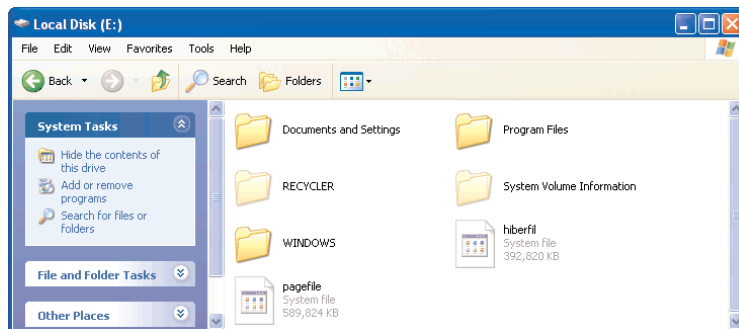 Local Disk (E:)
File Edit View Favorites Tools Help
Back Search Folders
System Tasks
Hide the contents of
this drive
Add or remove
programs
Search for files or
folders
File and Folder Tasks
Other Places
Documents and Settings
Program Files
RECYCLER
System Volume Information
WINDOWS
hiberfil
System file
392,820 KB
pagefile
System file
589,824 KB